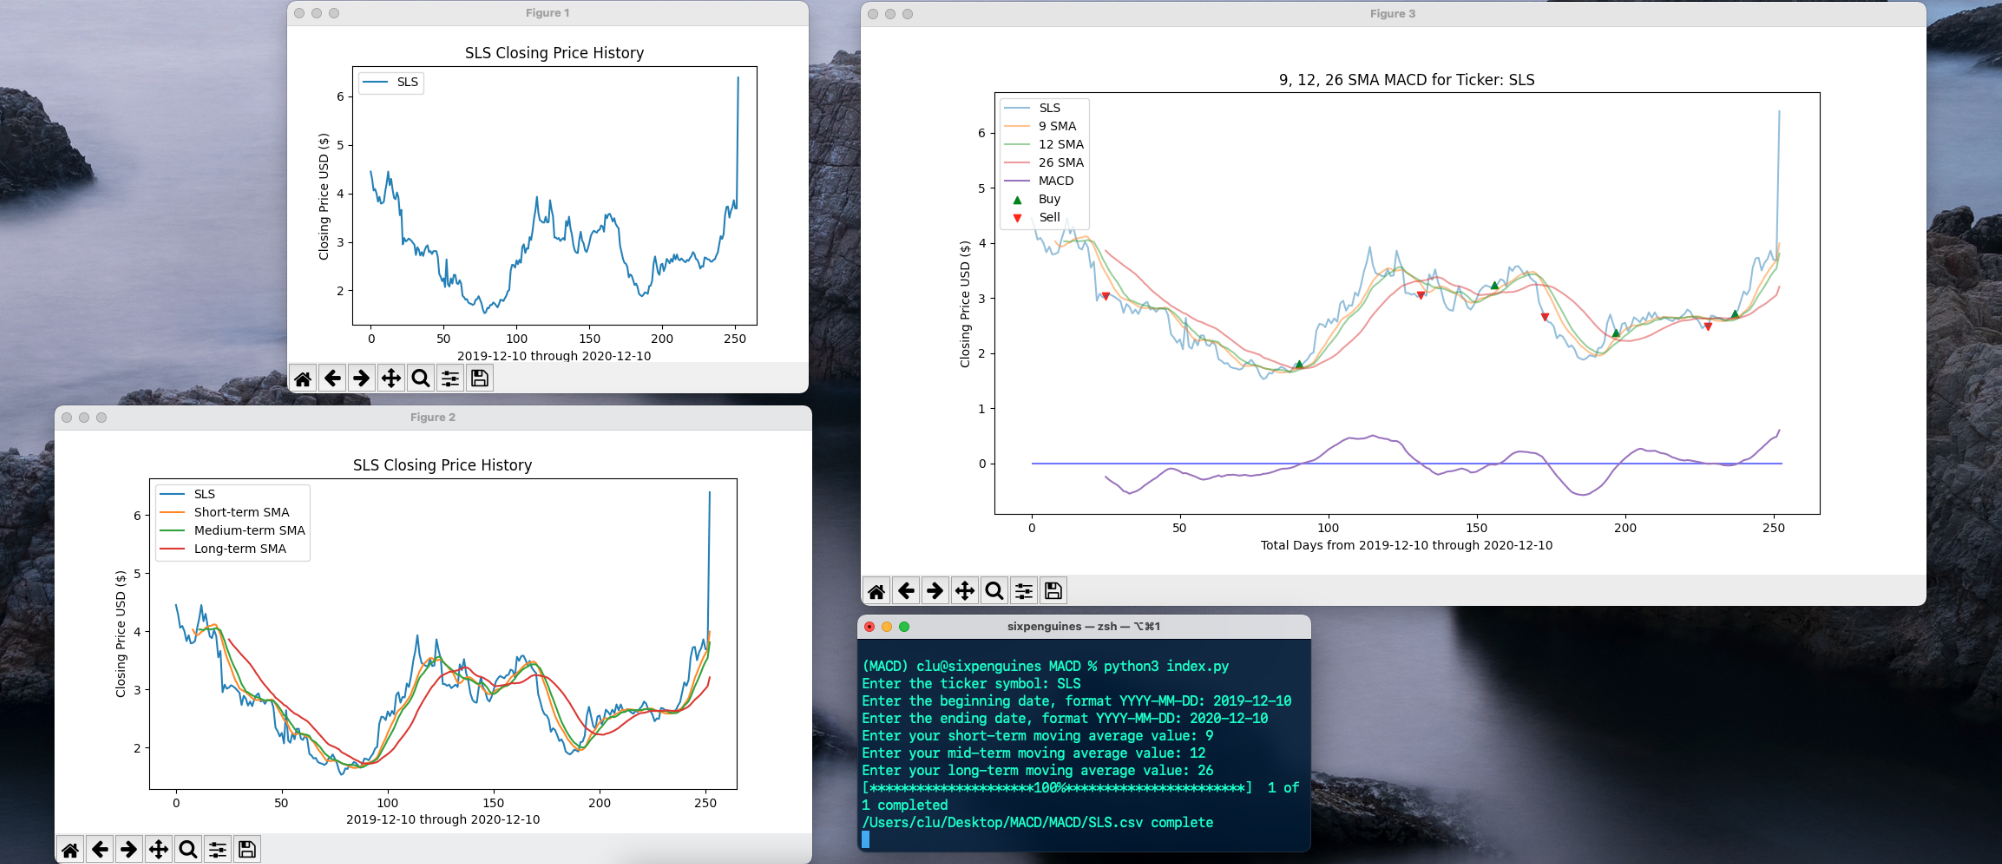 Figure 1
SLS Closing Price History
SLS
6
5
4
3
2
Closing Price USD ($)
0 50 100 150 200 250
2019-12-10 through 2020-12-10
Figure 2
SLS Closing Price History
SLS
Short-term SMA
Medium-term SMA
Long-term SMA
6
5
4
3
2
Closing Price USD ($)
0 50 100 150 200 250
2019-12-10 through 2020-12-10
Figure 3
9, 12, 26 SMA MACD for Ticker: SLS
SLS
9 SMA
12 SMA
26 SMA
MACD
Buy
Sell
6
5
4
3
2
1
0
Closing Price USD ($)
0 50 100 150 200 250
Total Days from 2019-12-10 through 2020-12-10
sixpenguines — zsh — ⌥⌘1
(MACD) clu@sixpenguines MACD % python3 index.py
Enter the ticker symbol: SLS
Enter the beginning date, format YYYY-MM-DD: 2019-12-10
Enter the ending date, format YYYY-MM-DD: 2020-12-10
Enter your short-term moving average value: 9
Enter your mid-term moving average value: 12
Enter your long-term moving average value: 26
[*********************100%***********************]  1 of
1 completed
/Users/clu/Desktop/MACD/MACD/SLS.csv complete